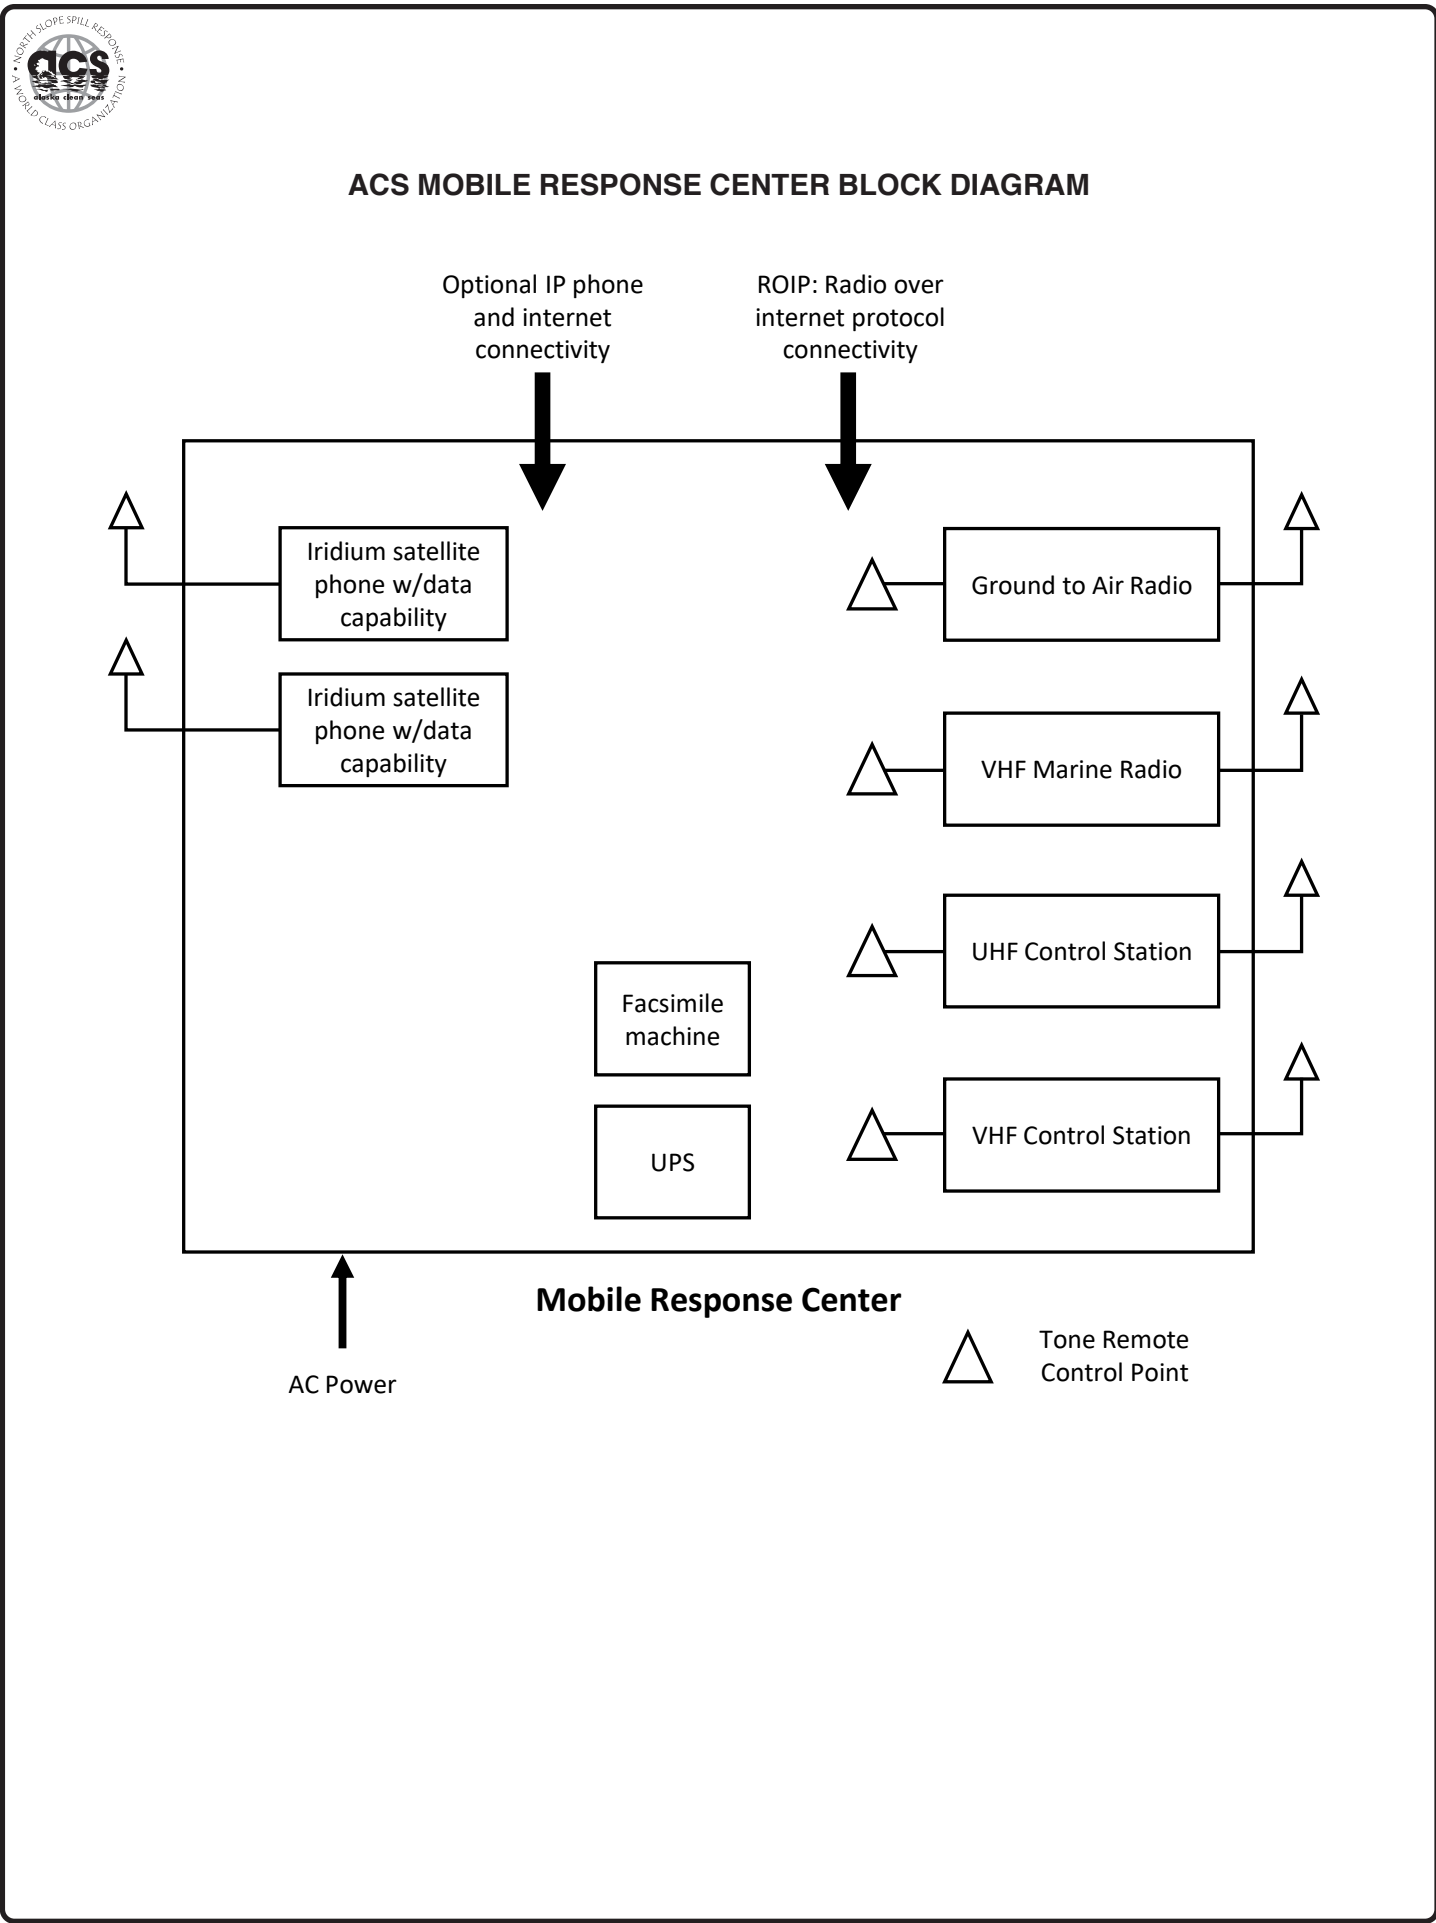 NORTH SLOPE SPILL RESPONSE
acs
alaska clean seas
A WORLD CLASS ORGANIZATION
ACS MOBILE RESPONSE CENTER BLOCK DIAGRAM
Optional IP phone
and internet
connectivity
ROIP: Radio over
internet protocol
connectivity
Iridium satellite
phone w/data
capability
Ground to Air Radio
Iridium satellite
phone w/data
capability
VHF Marine Radio
UHF Control Station
Facsimile
machine
VHF Control Station
UPS
Mobile Response Center
AC Power
Tone Remote
Control Point